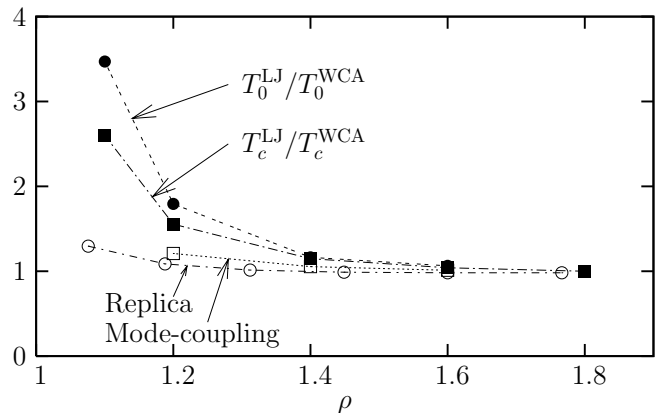 4
3
2
1
0
T_0^LJ/T_0^WCA
T_c^LJ/T_c^WCA
Replica
Mode-coupling
1 1.2 1.4 1.6 1.8
ρ